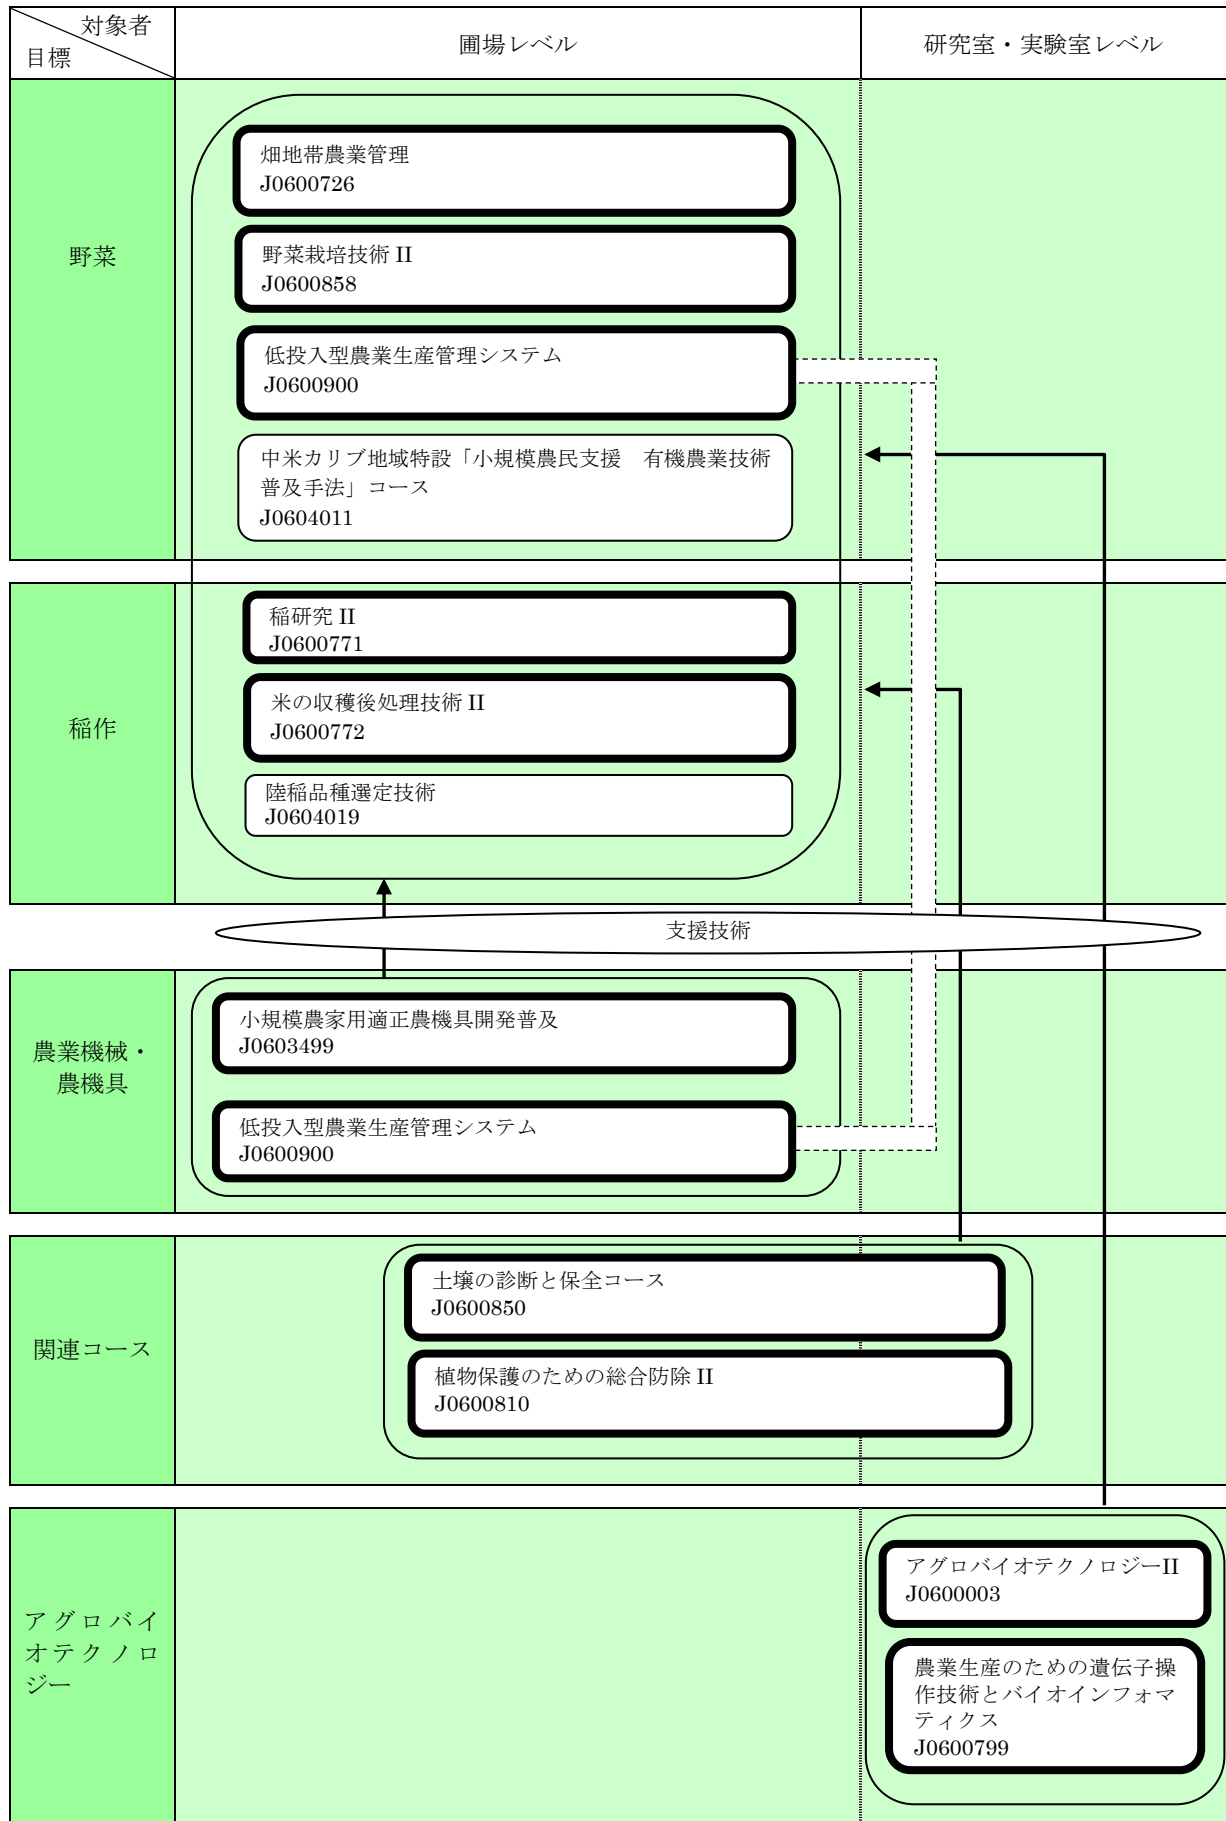 対象者
目標
圃場レベル
研究室・実験室レベル
野菜
畑地帯農業管理
J0600726
野菜栽培技術 II
J0600858
低投入型農業生産管理システム
J0600900
中米カリブ地域特設「小規模農民支援　有機農業技術
普及手法」コース
J0604011
稲作
稲研究 II
J0600771
米の収穫後処理技術 II
J0600772
陸稲品種選定技術
J0604019
支援技術
農業機械・
農機具
小規模農家用適正農機具開発普及
J0603499
低投入型農業生産管理システム
J0600900
関連コース
土壌の診断と保全コース
J0600850
植物保護のための総合防除 II
J0600810
アグロバイ
オテクノロ
ジー
アグロバイオテクノロジーII
J0600003
農業生産のための遺伝子操
作技術とバイオインフォマ
ティクス
J0600799